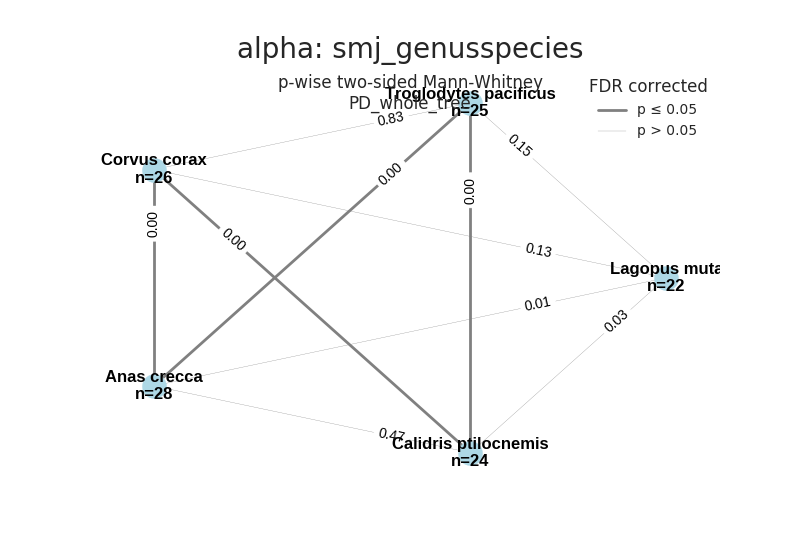 alpha: smj_genusspecies
p-wise two-sided Mann-Whitney
PD_whole_tree
FDR corrected
p ≤ 0.05
p > 0.05
Troglodytes pacificus
n=25
0.83
0.15
Corvus corax
n=26
0.00
0.00
0.00
0.00
0.13
Lagopus muta
n=22
0.01
0.03
Anas crecca
n=28
0.47
Calidris ptilocnemis
n=24